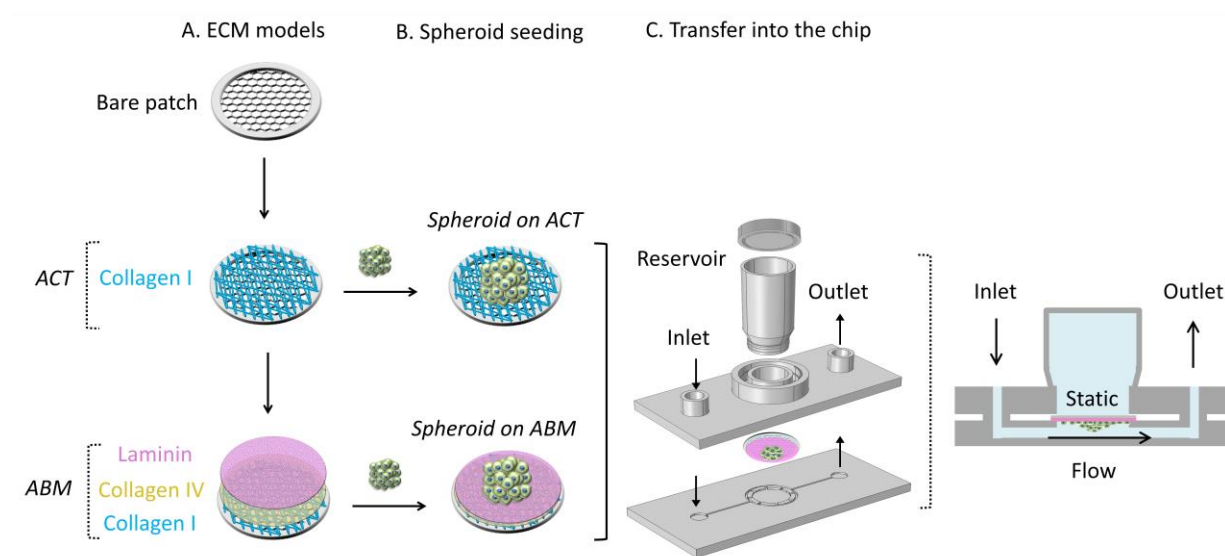 A. ECM models
B. Spheroid seeding
C. Transfer into the chip
Bare patch
Spheroid on ACT
ACT
Collagen I
Reservoir
Outlet
Inlet
Inlet
Outlet
Static
Flow
Spheroid on ABM
ABM
Laminin
Collagen IV
Collagen I